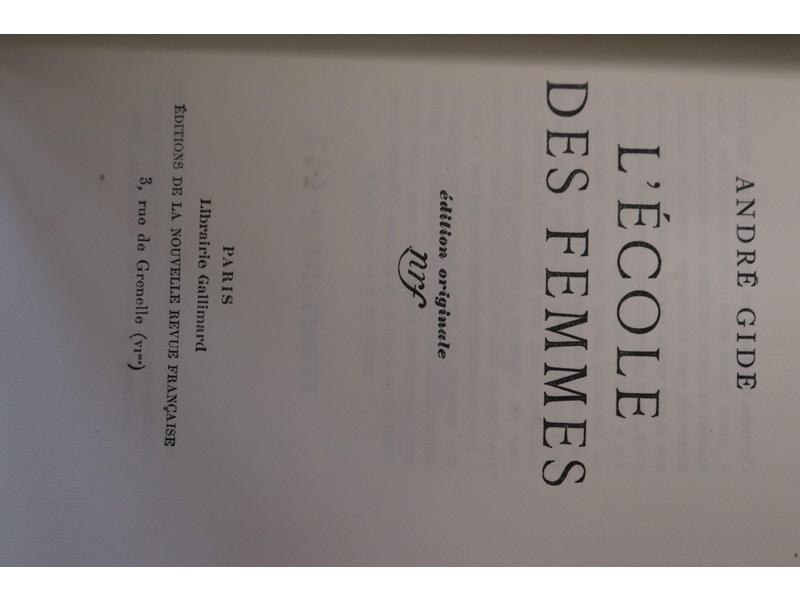 ANDRÉ GIDE
L'ÉCOLE
DES FEMMES
édition originale
nrf
PARIS
Librairie Gallimard
ÉDITIONS DE LA NOUVELLE REVUE FRANÇAISE
3, rue de Grenelle (VIme)